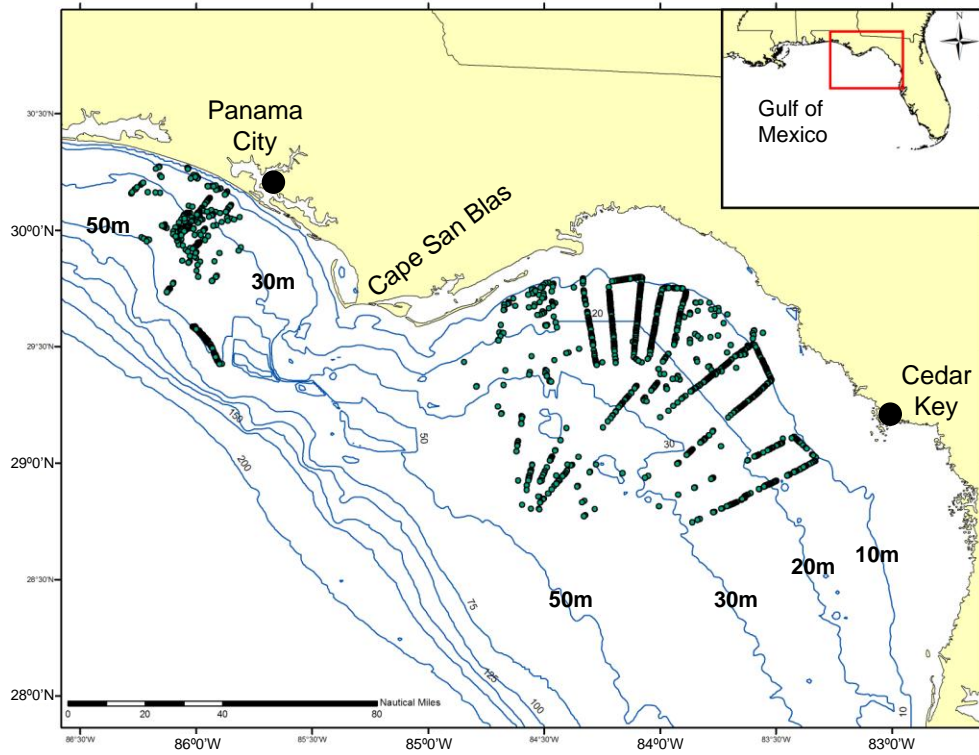 N
Gulf of
Mexico
Panama
City
Cape San Blas
Cedar
Key
50m
30m
20
30
50
150
200
75
125
100
10
50m
30m
20m
10m
30°30'N
30°0'N
29°30'N
29°0'N
28°30'N
28°0'N
Nautical Miles
0 20 40 80
86°30'W 86°0'W 85°0'W 84°30'W 84°0'W 83°30'W 83°0'W